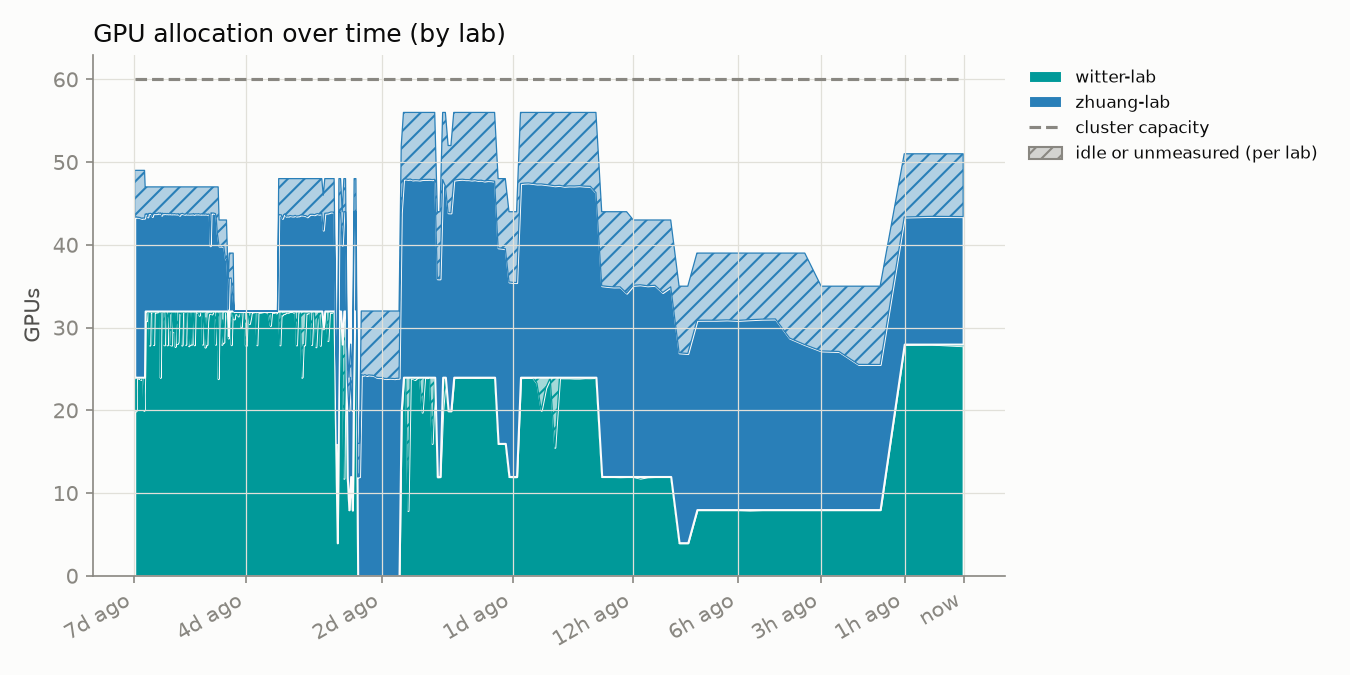 GPU allocation over time (by lab)
60
50
40
30
20
10
0
GPUs
7d ago
4d ago
2d ago
1d ago
12h ago
6h ago
3h ago
1h ago
now
witter-lab
zhuang-lab
cluster capacity
idle or unmeasured (per lab)